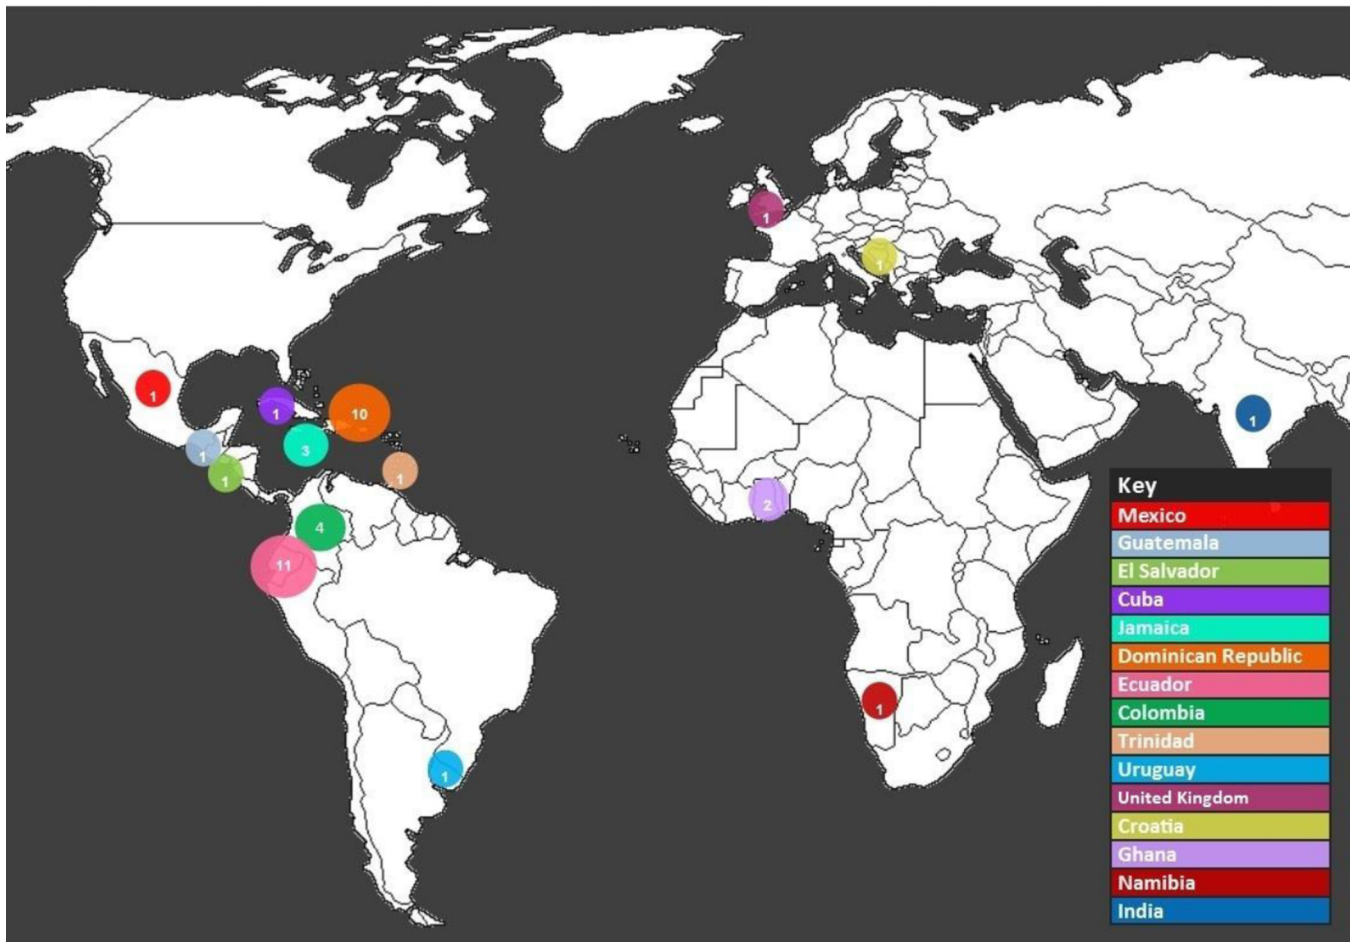 1
1
1
1
10
1
3
1
1
1
1
2
4
11
1
1
Key
Mexico
Guatemala
El Salvador
Cuba
Jamaica
Dominican Republic
Ecuador
Colombia
Trinidad
Uruguay
United Kingdom
Croatia
Ghana
Namibia
India